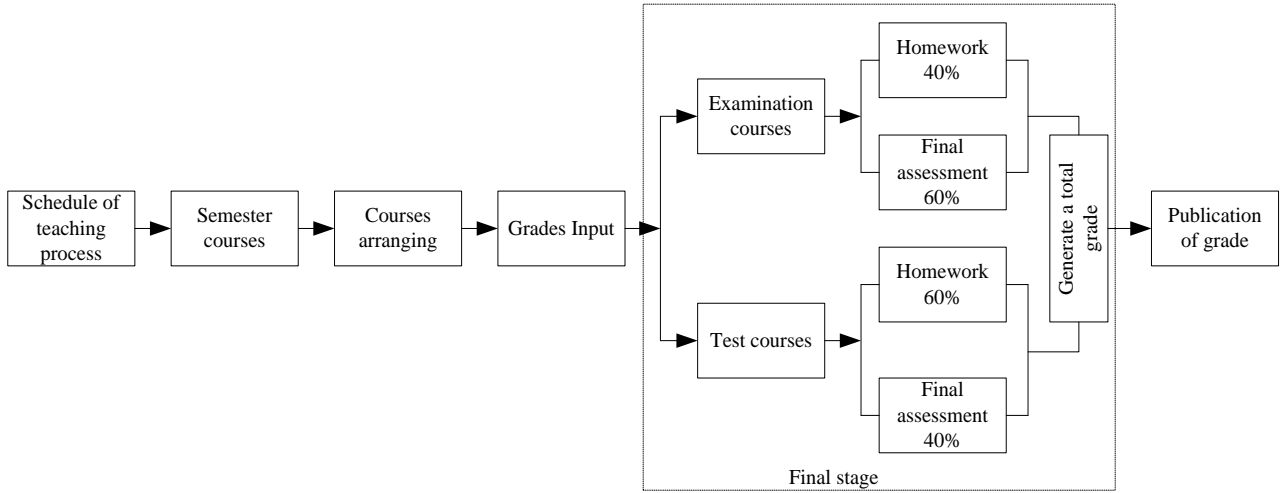 Schedule of
teaching
process
Semester
courses
Courses
arranging
Grades Input
Examination
courses
Homework
40%
Final
assessment
60%
Test courses
Homework
60%
Final
assessment
40%
Generate a total
grade
Final stage
Publication
of grade